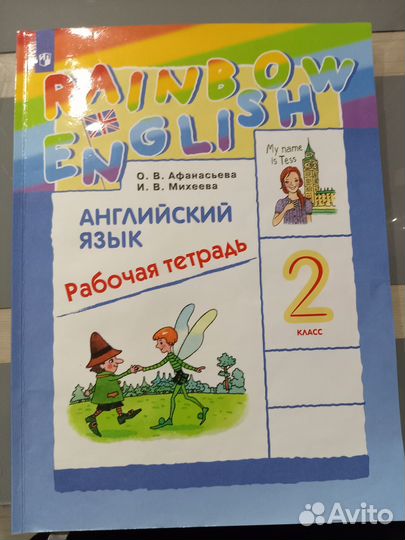 RAINBOW
ENGLISH
О. В. Афанасьева
И. В. Михеева
My name
is Tess
АНГЛИЙСКИЙ
ЯЗЫК
Рабочая тетрадь
2
КЛАСС
Avito